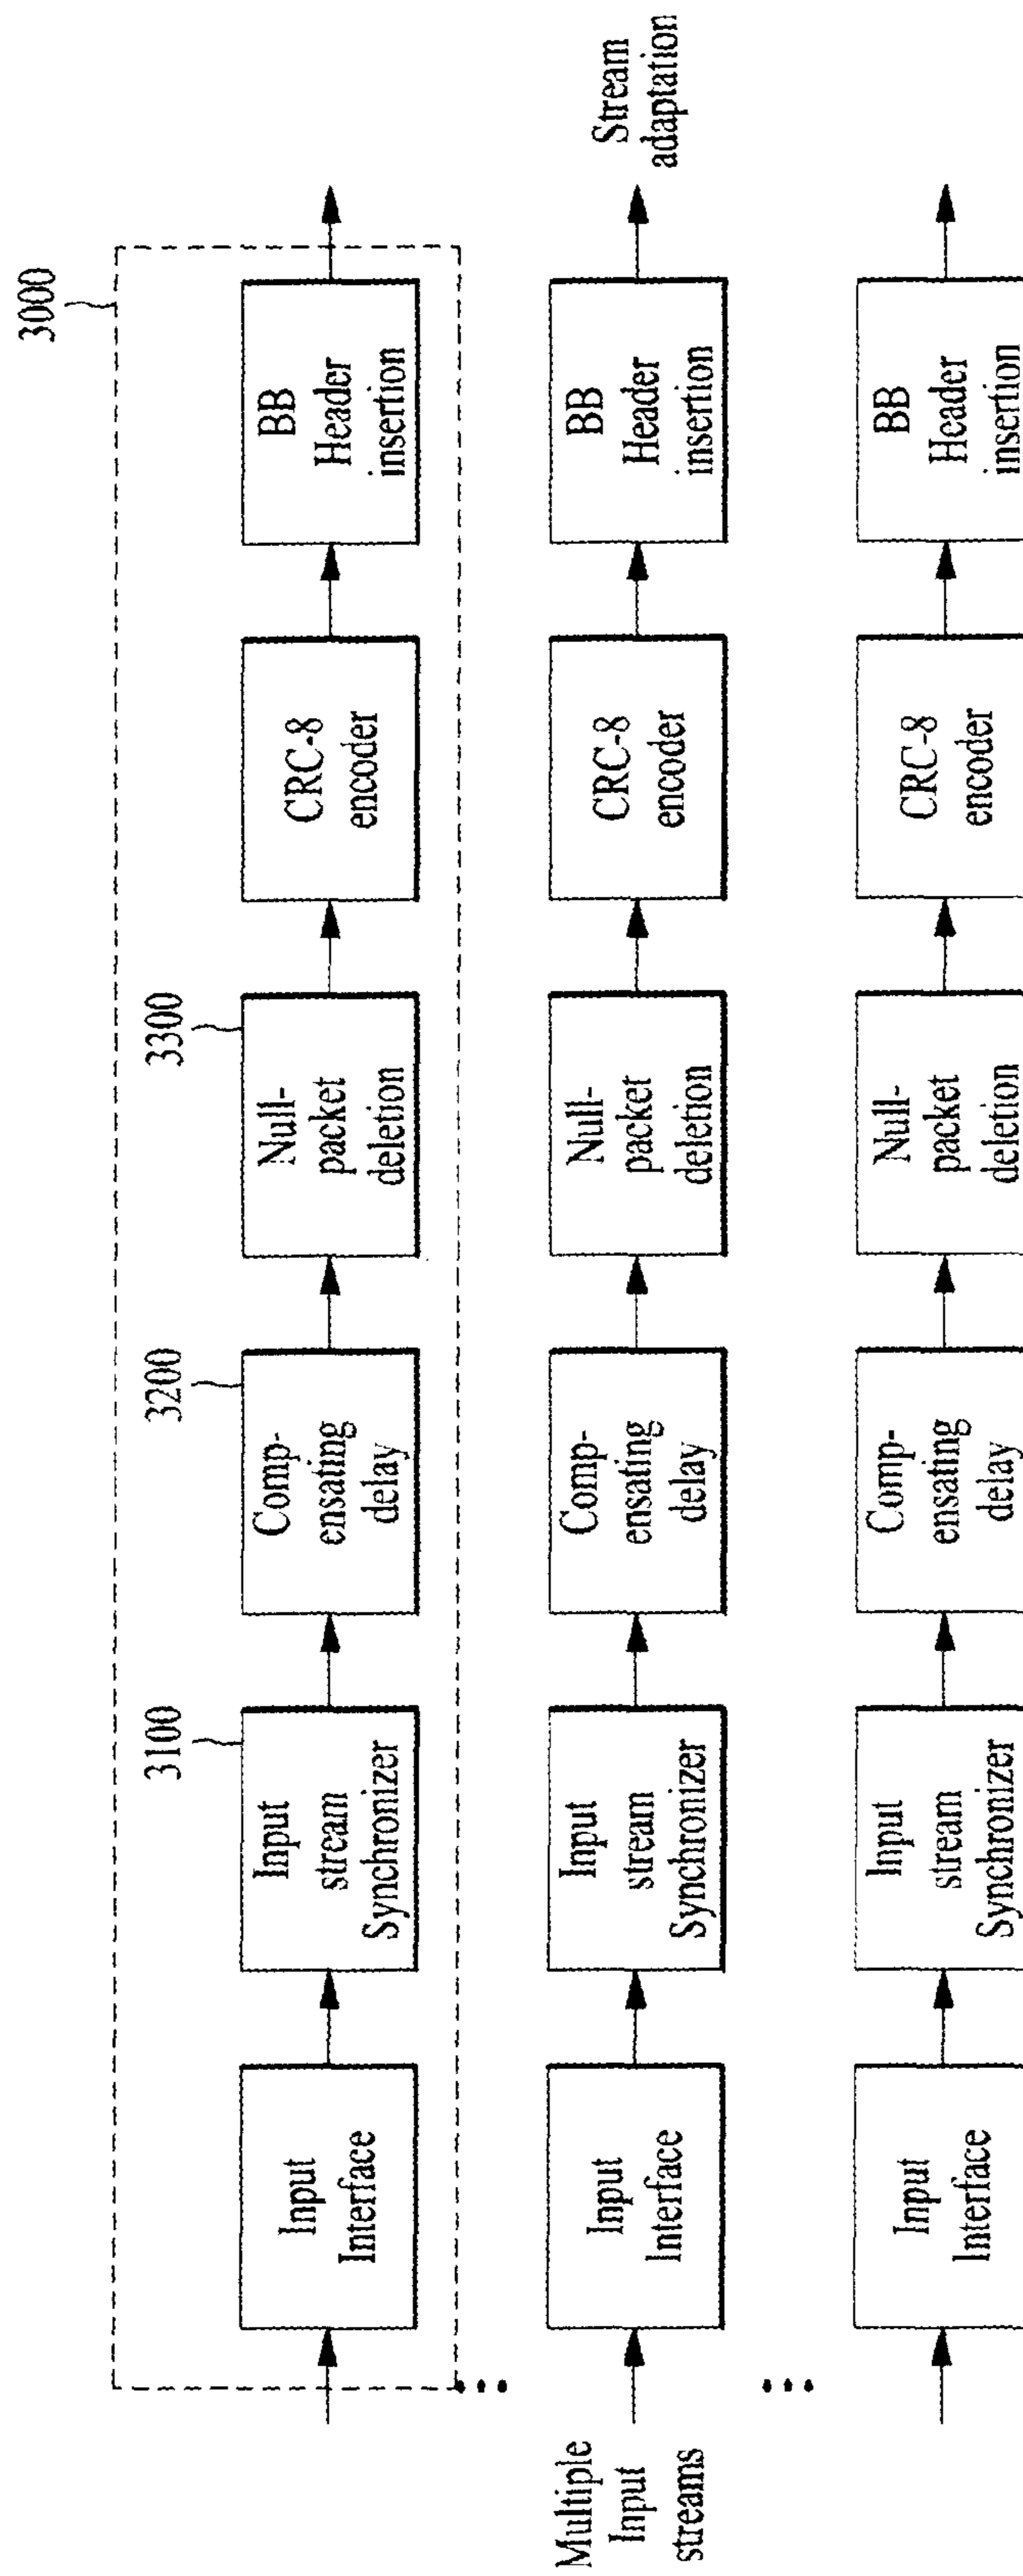 3000
Multiple
Input
streams
Input
Interface
3100
Input
stream
Synchronizer
3200
Comp-
ensating
delay
3300
Null-
packet
deletion
CRC-8
encoder
BB
Header
insertion
Input
Interface
Input
stream
Synchronizer
Comp-
ensating
delay
Null-
packet
deletion
CRC-8
encoder
BB
Header
insertion
Stream
adaptation
Input
Interface
Input
stream
Synchronizer
Comp-
ensating
delay
Null-
packet
deletion
CRC-8
encoder
BB
Header
insertion